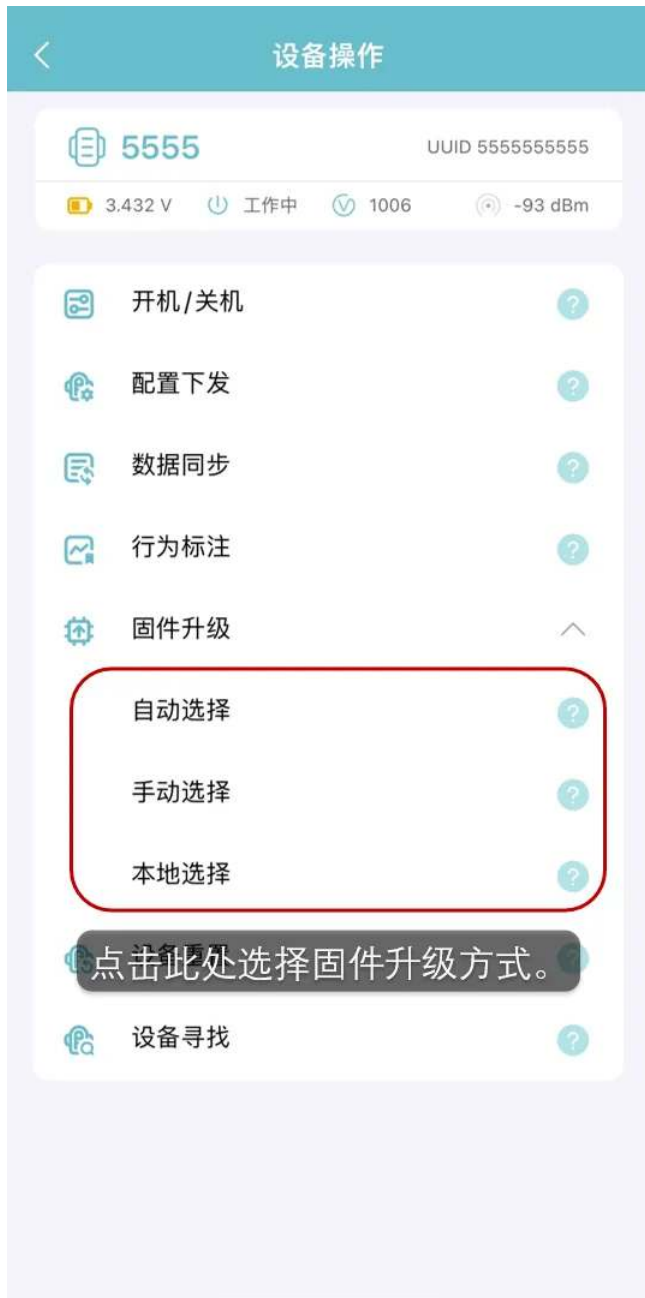 设备操作
5555 UUID 5555555555
3.432 V 工作中 1006 -93 dBm
开机/关机 ?
配置下发 ?
数据同步 ?
行为标注 ?
固件升级
自动选择 ?
手动选择 ?
本地选择 ?
点击此处选择固件升级方式。
设备寻找 ?